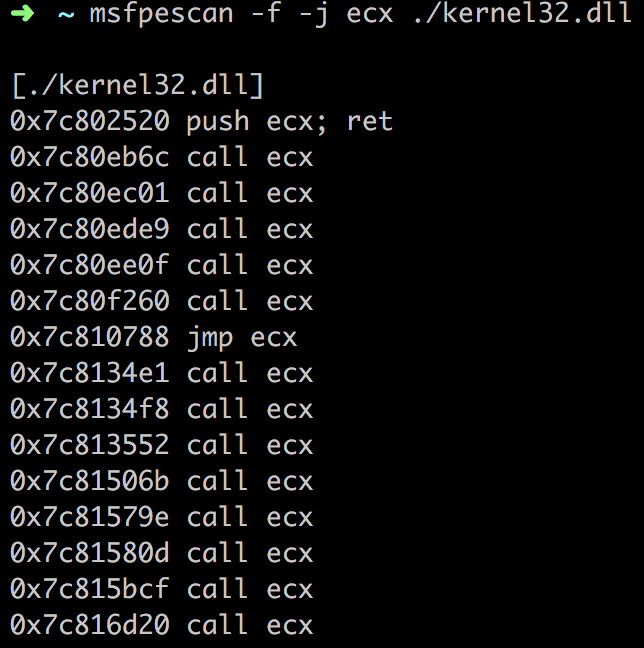 ➜ ~ msfpescan -f -j ecx ./kernel32.dll
[./kernel32.dll]
0x7c802520 push ecx; ret
0x7c80eb6c call ecx
0x7c80ec01 call ecx
0x7c80ede9 call ecx
0x7c80ee0f call ecx
0x7c80f260 call ecx
0x7c810788 jmp ecx
0x7c8134e1 call ecx
0x7c8134f8 call ecx
0x7c813552 call ecx
0x7c81506b call ecx
0x7c81579e call ecx
0x7c81580d call ecx
0x7c815bcf call ecx
0x7c816d20 call ecx